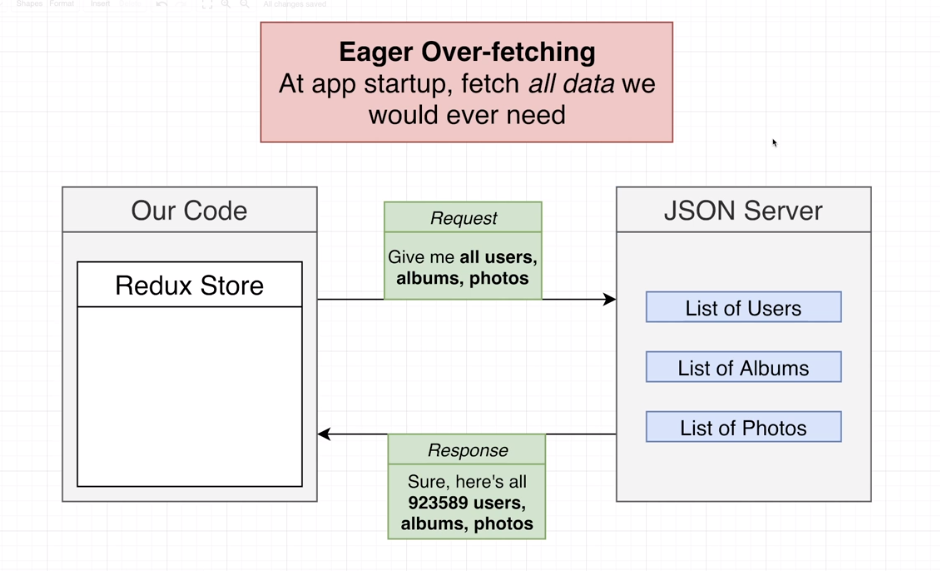 Shapes Format Insert
All changes saved
Eager Over-fetching
At app startup, fetch all data we
would ever need
Our Code
Redux Store
Request
Give me all users,
albums, photos
JSON Server
List of Users
List of Albums
List of Photos
Response
Sure, here's all
923589 users,
albums, photos